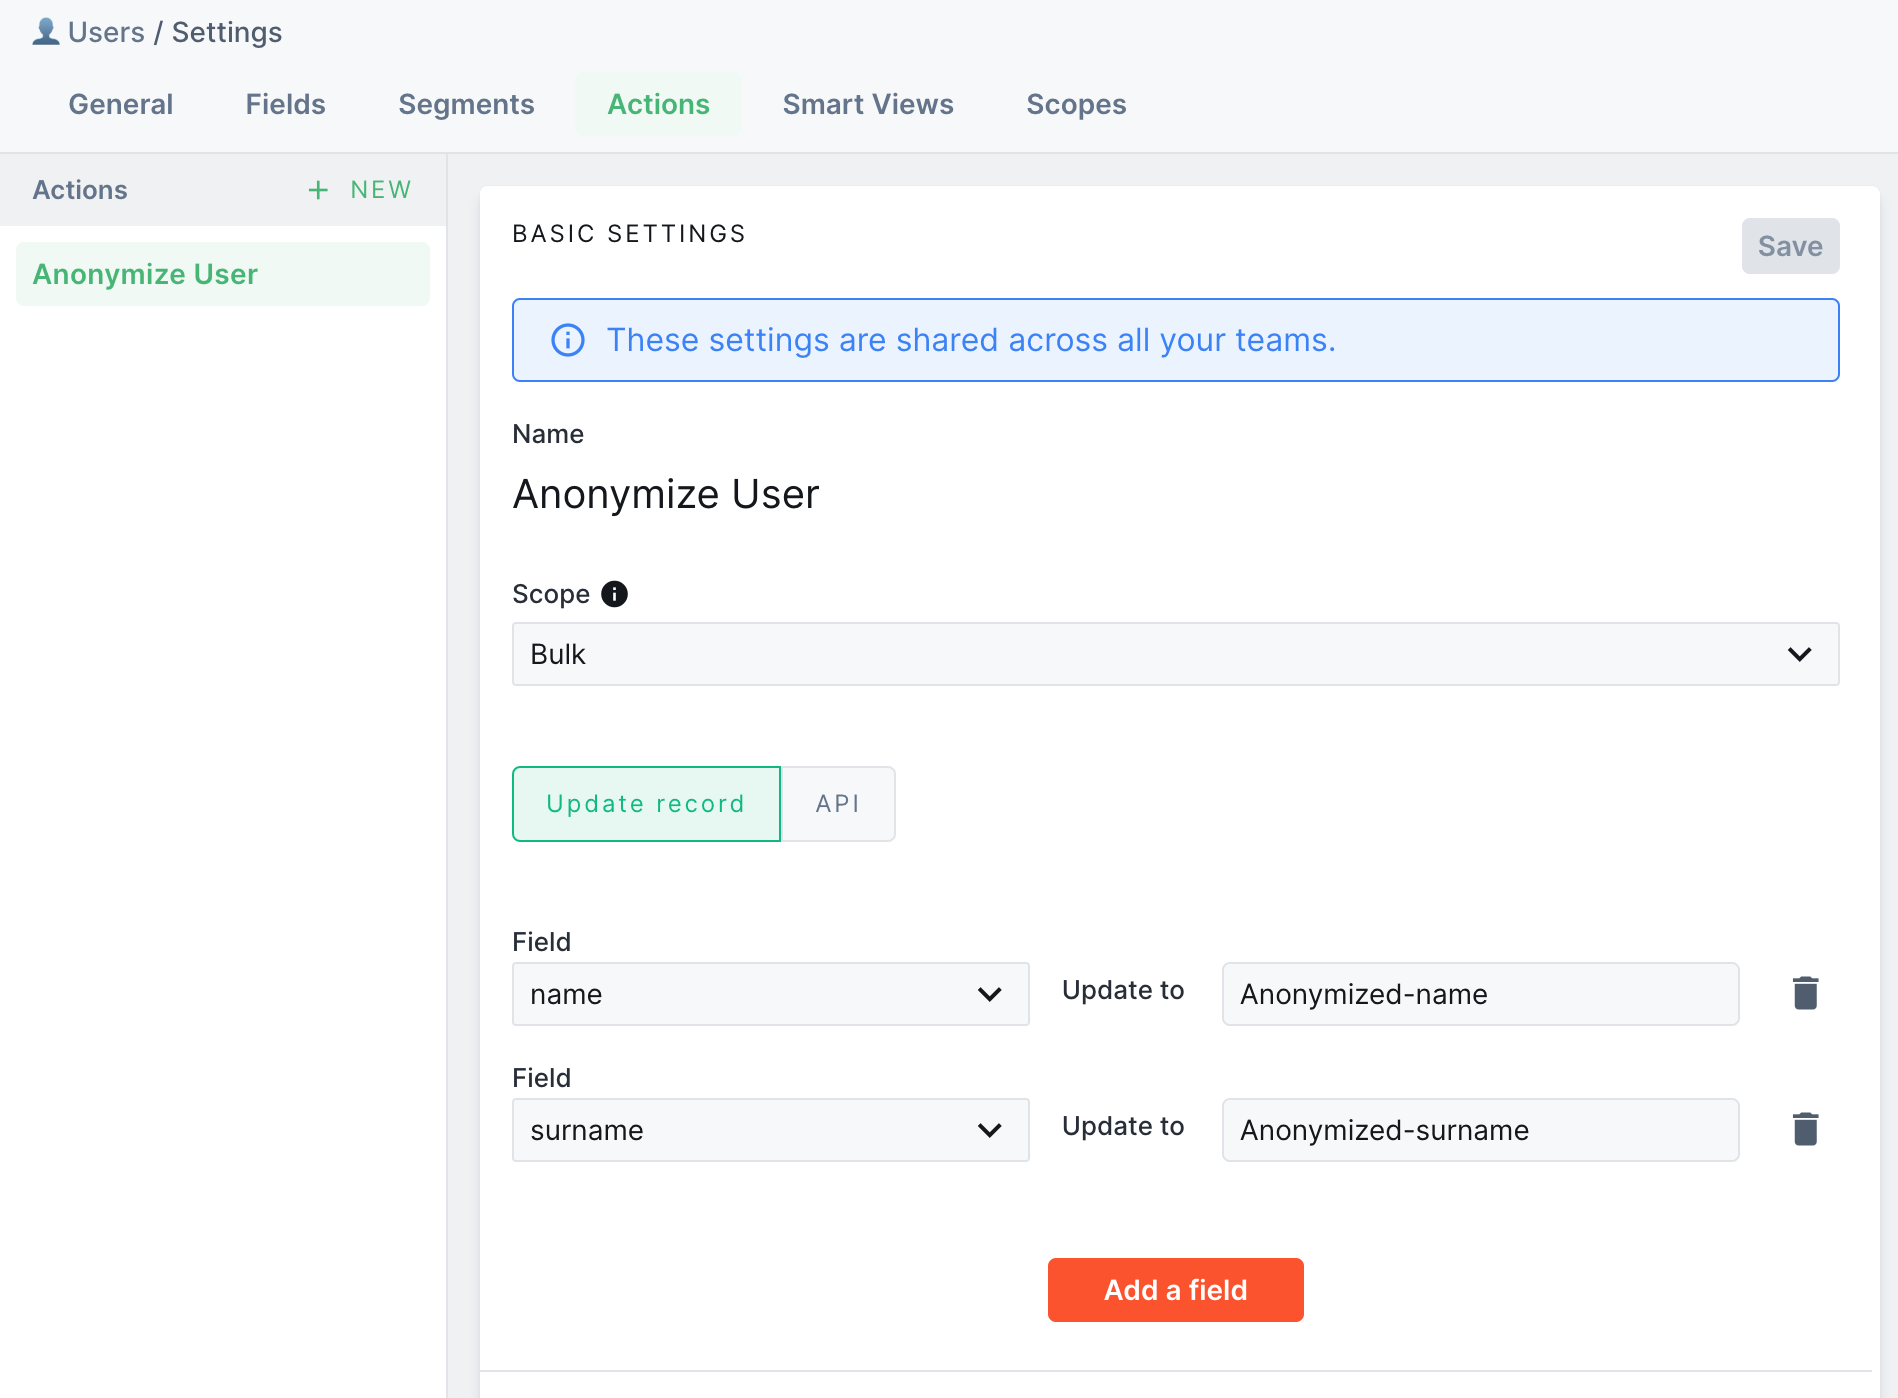 Users / Settings
General Fields Segments Actions Smart Views Scopes
Actions + NEW
Anonymize User
BASIC SETTINGS
Save
These settings are shared across all your teams.
Name
Anonymize User
Scope
Bulk
Update record API
Field
name Update to Anonymized-name
Field
surname Update to Anonymized-surname
Add a field